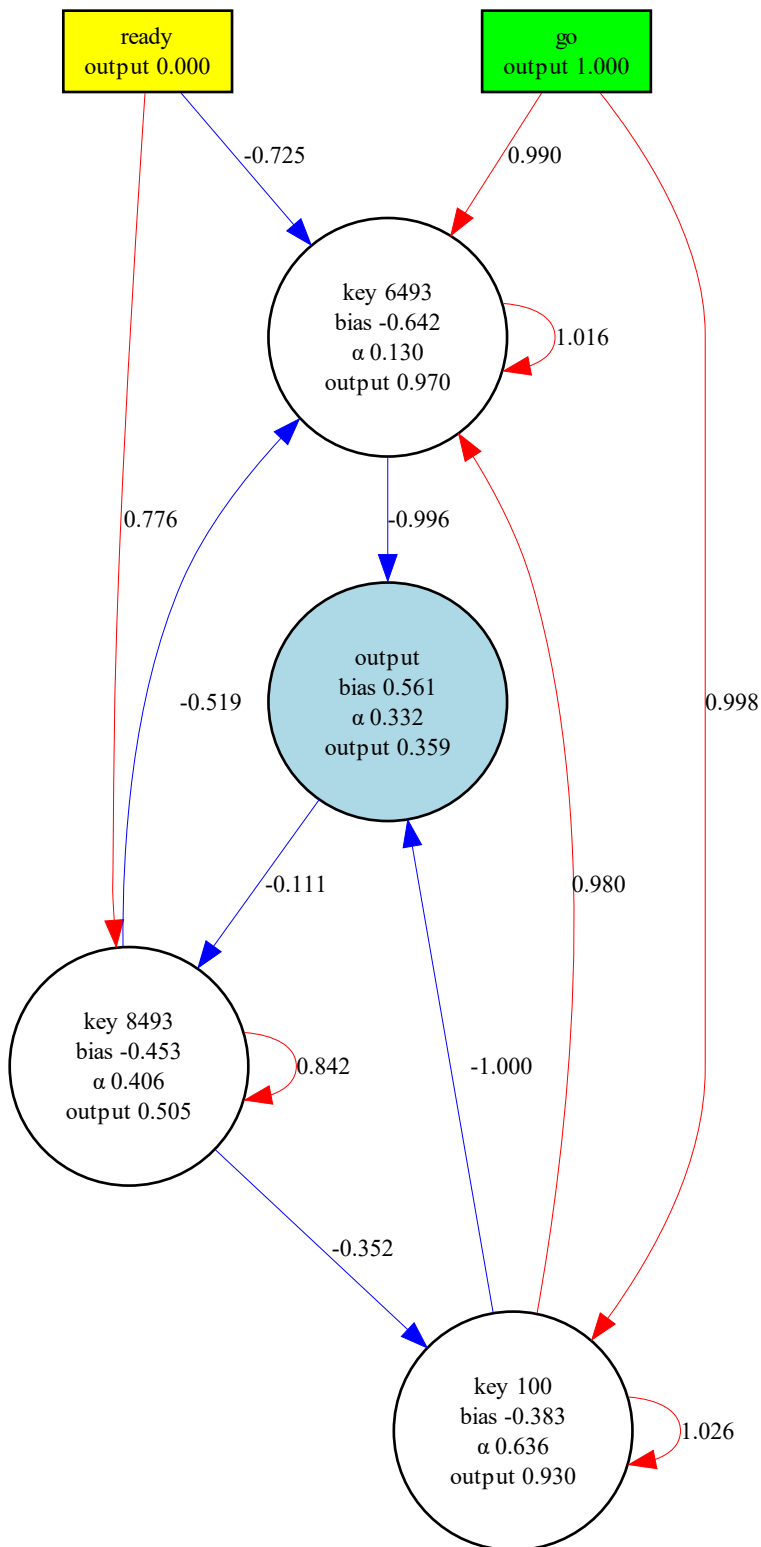 ready
output 0.000
go
output 1.000
-0.725
0.990
key 6493
bias -0.642
α 0.130
output 0.970
1.016
0.776
-0.996
-0.519
output
bias 0.561
α 0.332
output 0.359
0.998
-0.111
0.980
key 8493
bias -0.453
α 0.406
output 0.505
0.842
-1.000
-0.352
key 100
bias -0.383
α 0.636
output 0.930
1.026